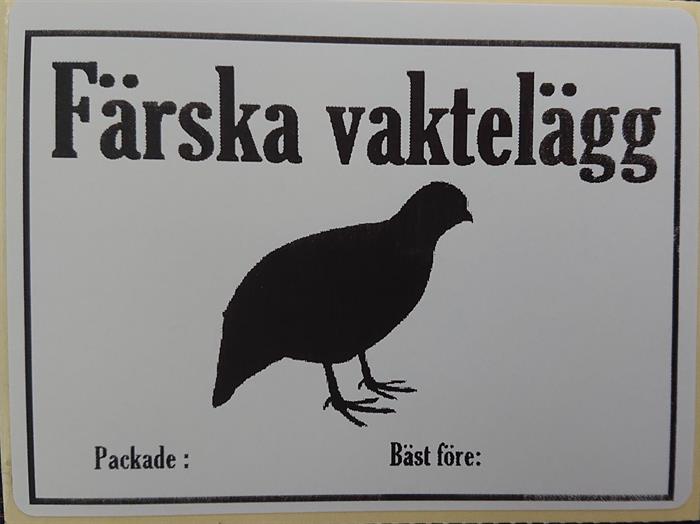 Färska vaktelägg
Packade : Bäst före: